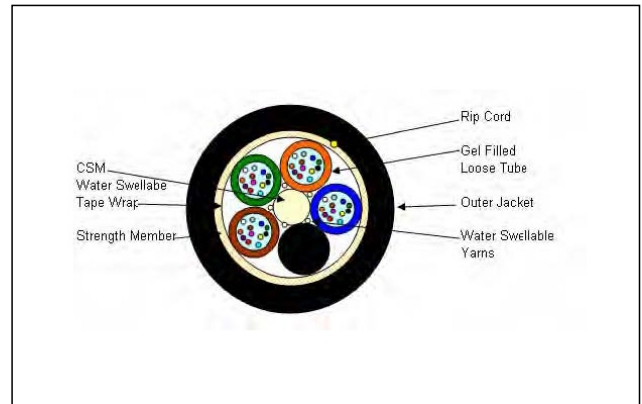 CSM
Water Swellabe
Tape Wrap
Strength Member
Rip Cord
Gel Filled
Loose Tube
Outer Jacket
Water Swellable
Yarns